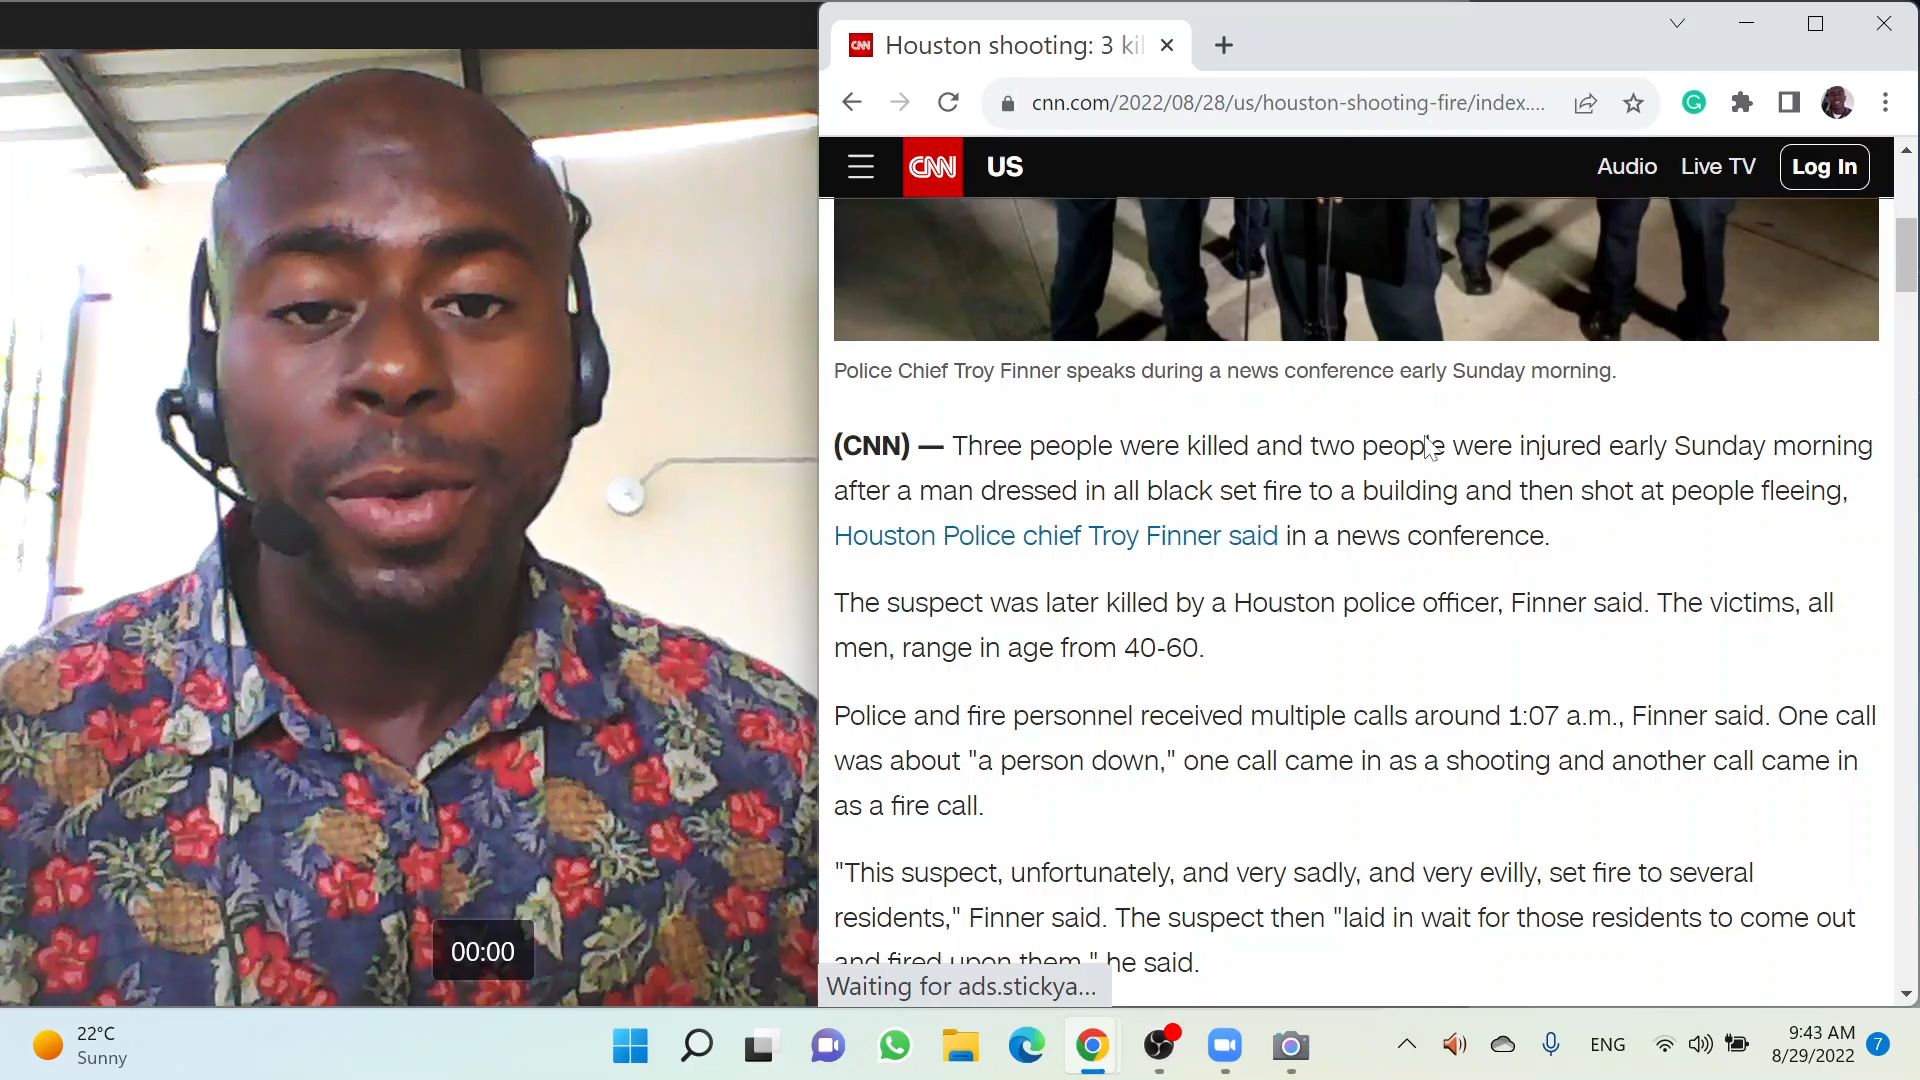 Houston shooting: 3 kil
cnn.com/2022/08/28/us/houston-shooting-fire/index....
CNN US Audio Live TV Log In
Police Chief Troy Finner speaks during a news conference early Sunday morning.
(CNN) — Three people were killed and two people were injured early Sunday morning
after a man dressed in all black set fire to a building and then shot at people fleeing,
Houston Police chief Troy Finner said in a news conference.
The suspect was later killed by a Houston police officer, Finner said. The victims, all
men, range in age from 40-60.
Police and fire personnel received multiple calls around 1:07 a.m., Finner said. One call
was about "a person down," one call came in as a shooting and another call came in
as a fire call.
"This suspect, unfortunately, and very sadly, and very evilly, set fire to several
residents," Finner said. The suspect then "laid in wait for those residents to come out
and fired upon them," he said.
Waiting for ads.stickya...
00:00
22°C
Sunny
ENG
9:43 AM
8/29/2022
7